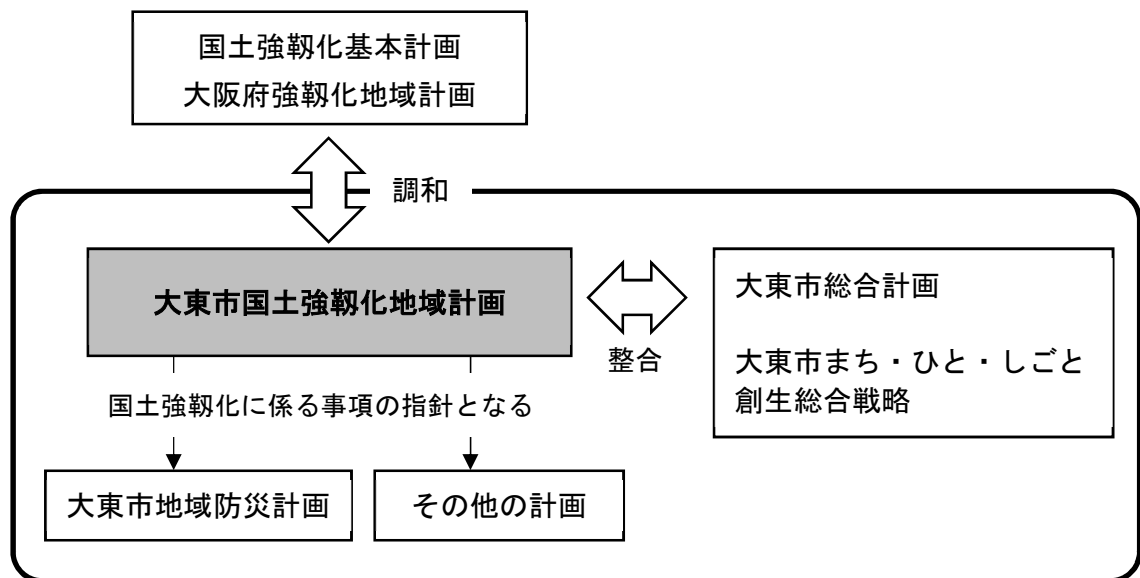 国土強靱化基本計画
大阪府強靱化地域計画
調和
大東市国土強靱化地域計画
整合
大東市総合計画
大東市まち・ひと・しごと
創生総合戦略
国土強靱化に係る事項の指針となる
大東市地域防災計画
その他の計画